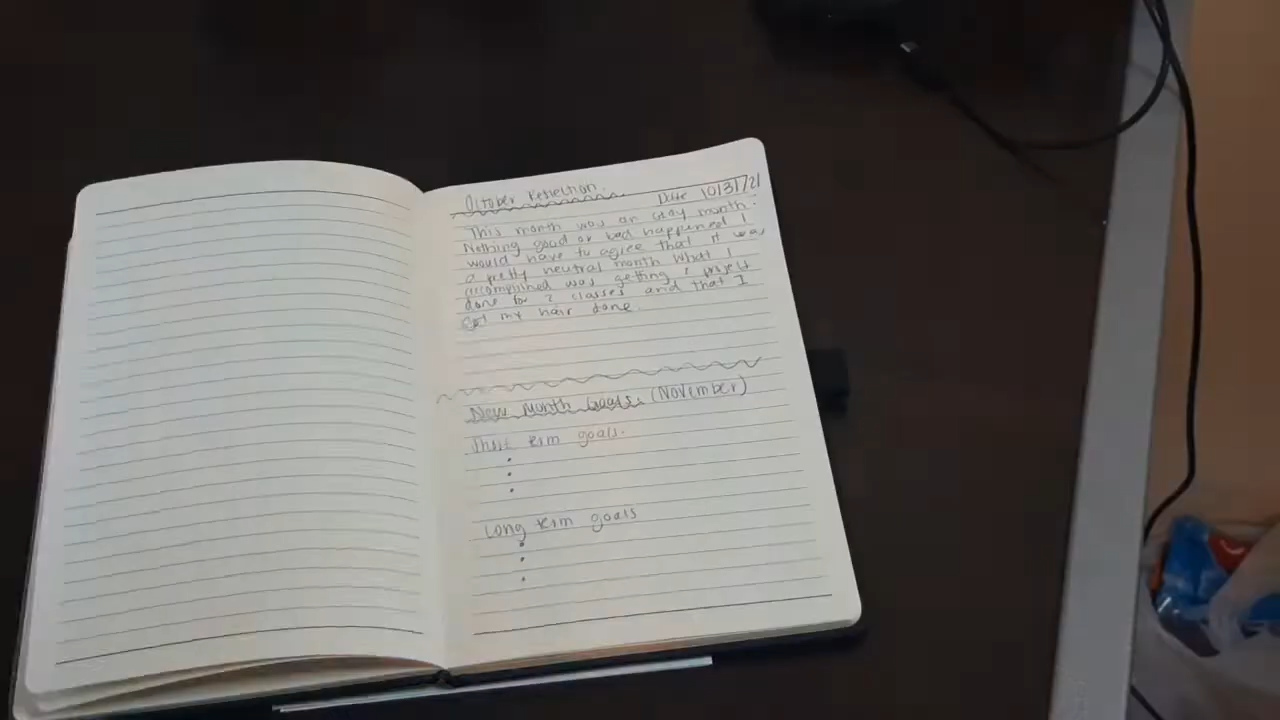 October Reflection.
Date 10/31/21
This month was an okay month.
Nothing good or bad happened I
would have to agree that it was
a pretty neutral month What I
accomplished was getting project
done for 2 classes and that I
Got my hair done.
New Month Goals: (November)
Short term goals.
Long term goals